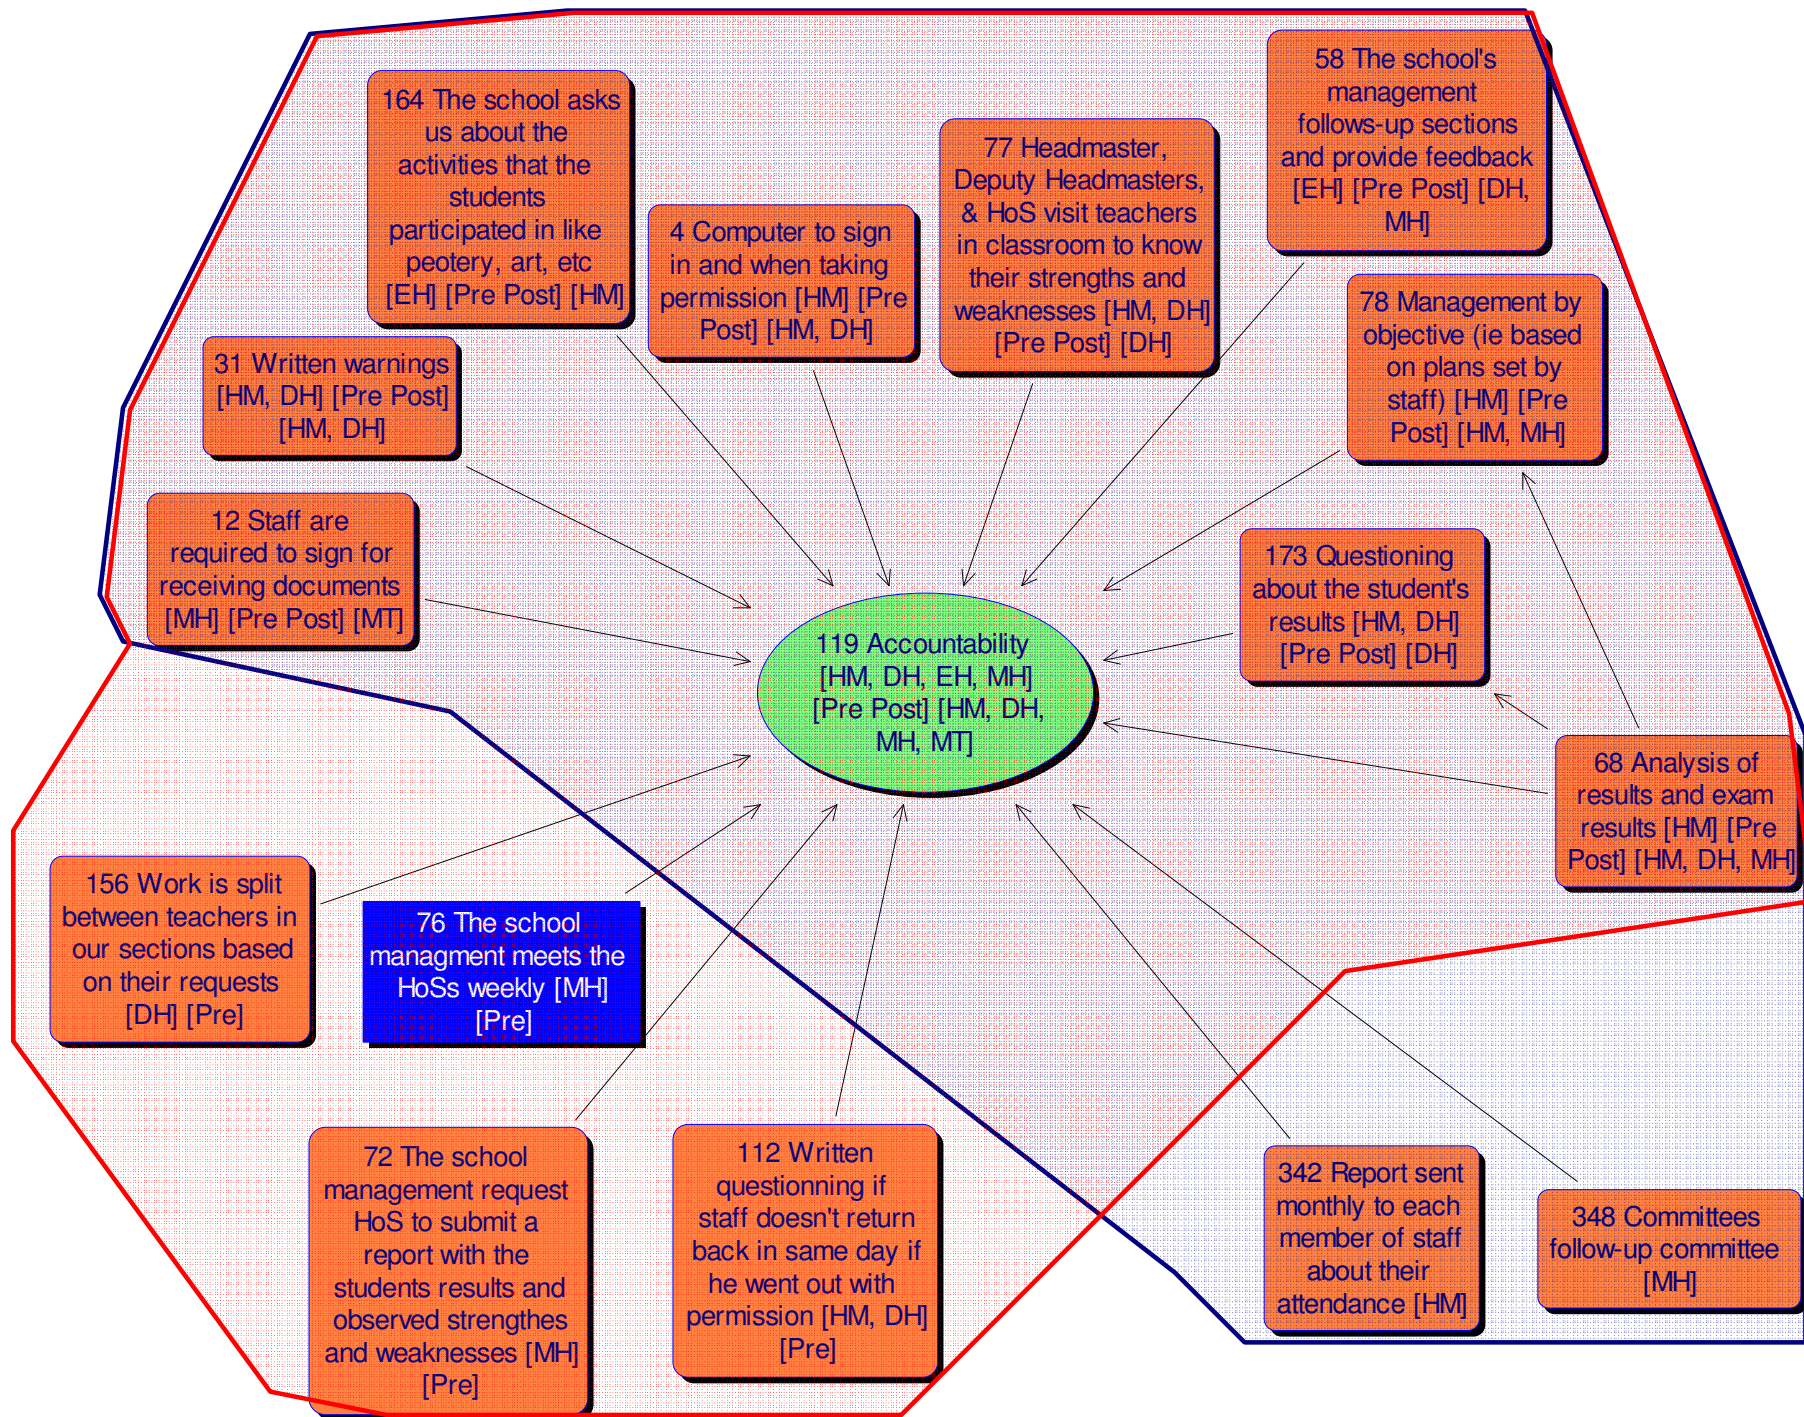 164 The school asks
us about the
activities that the
students
participated in like
peotery, art, etc
[EH] [Pre Post] [HM]
4 Computer to sign
in and when taking
permission [HM] [Pre
Post] [HM, DH]
77 Headmaster,
Deputy Headmasters,
& HoS visit teachers
in classroom to know
their strengths and
weaknesses [HM, DH]
[Pre Post] [DH]
58 The school's
management
follows-up sections
and provide feedback
[EH] [Pre Post] [DH,
MH]
78 Management by
objective (ie based
on plans set by
staff) [HM] [Pre
Post] [HM, MH]
31 Written warnings
[HM, DH] [Pre Post]
[HM, DH]
12 Staff are
required to sign for
receiving documents
[MH] [Pre Post] [MT]
173 Questioning
about the student's
results [HM, DH]
[Pre Post] [DH]
119 Accountability
[HM, DH, EH, MH]
[Pre Post] [HM, DH,
MH, MT]
68 Analysis of
results and exam
results [HM] [Pre
Post] [HM, DH, MH]
156 Work is split
between teachers in
our sections based
on their requests
[DH] [Pre]
76 The school
managment meets the
HoSs weekly [MH]
[Pre]
72 The school
management request
HoS to submit a
report with the
students results and
observed strengthes
and weaknesses [MH]
[Pre]
112 Written
questionning if
staff doesn't return
back in same day if
he went out with
permission [HM, DH]
[Pre]
342 Report sent
monthly to each
member of staff
about their
attendance [HM]
348 Committees
follow-up committee
[MH]